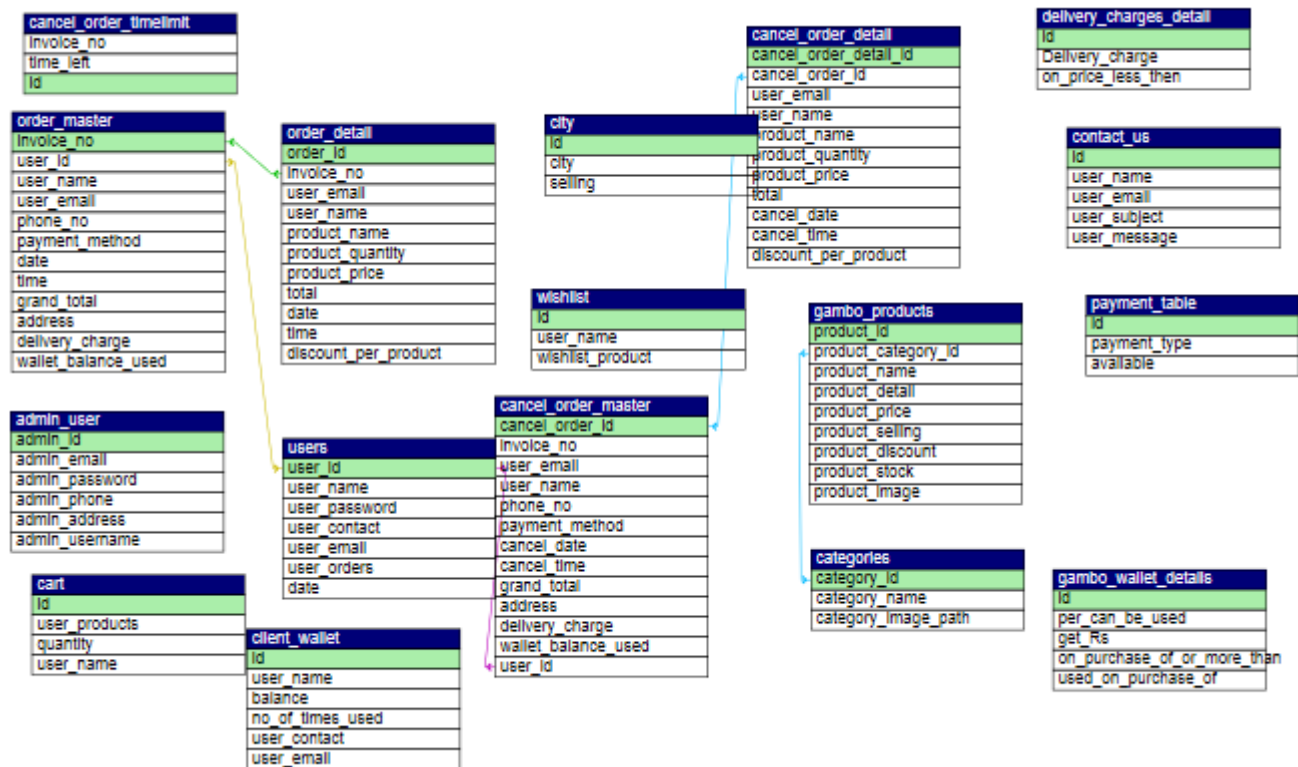 cancel_order_timelimit
invoice_no
time_left
id
order_master
invoice_no
user_id
user_name
user_email
phone_no
payment_method
date
time
grand_total
address
delivery_charge
wallet_balance_used
order_detail
order_id
invoice_no
user_email
user_name
product_name
product_quantity
product_price
total
date
time
discount_per_product
city
id
city
selling
cancel_order_detail
cancel_order_detail_id
cancel_order_id
user_email
user_name
product_name
product_quantity
product_price
total
cancel_date
cancel_time
discount_per_product
delivery_charges_detail
id
Delivery_charge
on_price_less_then
contact_us
id
user_name
user_email
user_subject
user_message
wishlist
id
user_name
wishlist_product
gambo_products
product_id
product_category_id
product_name
product_detail
product_price
product_selling
product_discount
product_stock
product_image
payment_table
id
payment_type
available
admin_user
admin_id
admin_email
admin_password
admin_phone
admin_address
admin_username
users
user_id
user_name
user_password
user_contact
user_email
user_orders
date
cancel_order_master
cancel_order_id
invoice_no
user_email
user_name
phone_no
payment_method
cancel_date
cancel_time
grand_total
address
delivery_charge
wallet_balance_used
user_id
categories
category_id
category_name
category_image_path
gambo_wallet_details
id
per_can_be_used
get_Rs
on_purchase_of_or_more_than
used_on_purchase_of
cart
id
user_products
quantity
user_name
client_wallet
id
user_name
balance
no_of_times_used
user_contact
user_email